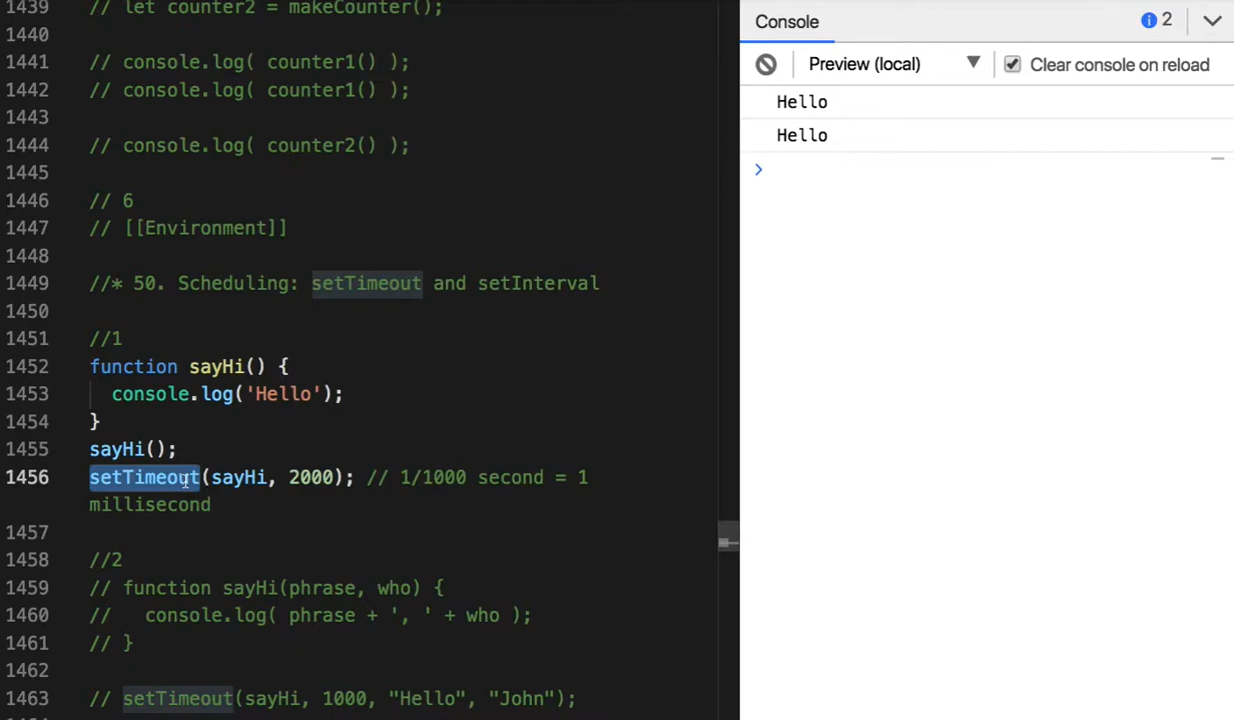 1439 // let counter2 = makeCounter();
1440
1441 // console.log( counter1() );
1442 // console.log( counter1() );
1443
1444 // console.log( counter2() );
1445
1446 // 6
1447 // [[Environment]]
1448
1449 //* 50. Scheduling: setTimeout and setInterval
1450
1451 //1
1452 function sayHi() {
1453   console.log('Hello');
1454 }
1455 sayHi();
1456 setTimeout(sayHi, 2000); // 1/1000 second = 1
millisecond
1457
1458 //2
1459 // function sayHi(phrase, who) {
1460 //   console.log( phrase + ', ' + who );
1461 // }
1462
1463 // setTimeout(sayHi, 1000, "Hello", "John");
Console
2
Preview (local)
Clear console on reload
Hello
Hello